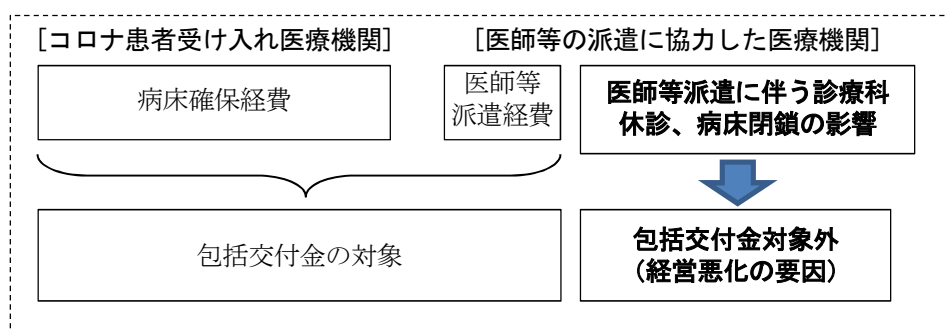 [コロナ患者受け入れ医療機関]
[医師等の派遣に協力した医療機関]
病床確保経費
医師等
派遣経費
医師等派遣に伴う診療科
休診、病床閉鎖の影響
包括交付金の対象
包括交付金対象外
(経営悪化の要因)